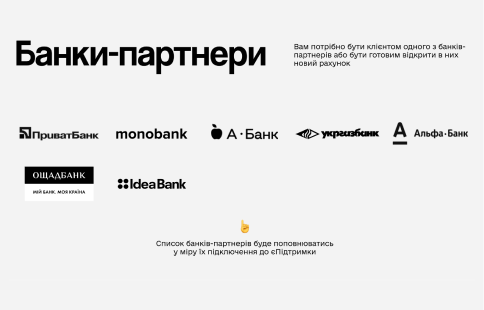 Банки-партнери
Вам потрібно бути клієнтом одного з банків-
партнерів або бути готовим відкрити в них
новий рахунок
ПриватБанк
monobank
А·Банк
укргазбанк
Альфа·Банк
ОЩАДБАНК
МІЙ БАНК. МОЯ КРАЇНА
IdeaBank
Список банків-партнерів буде поповнюватись
у міру їх підключення до єПідтримки